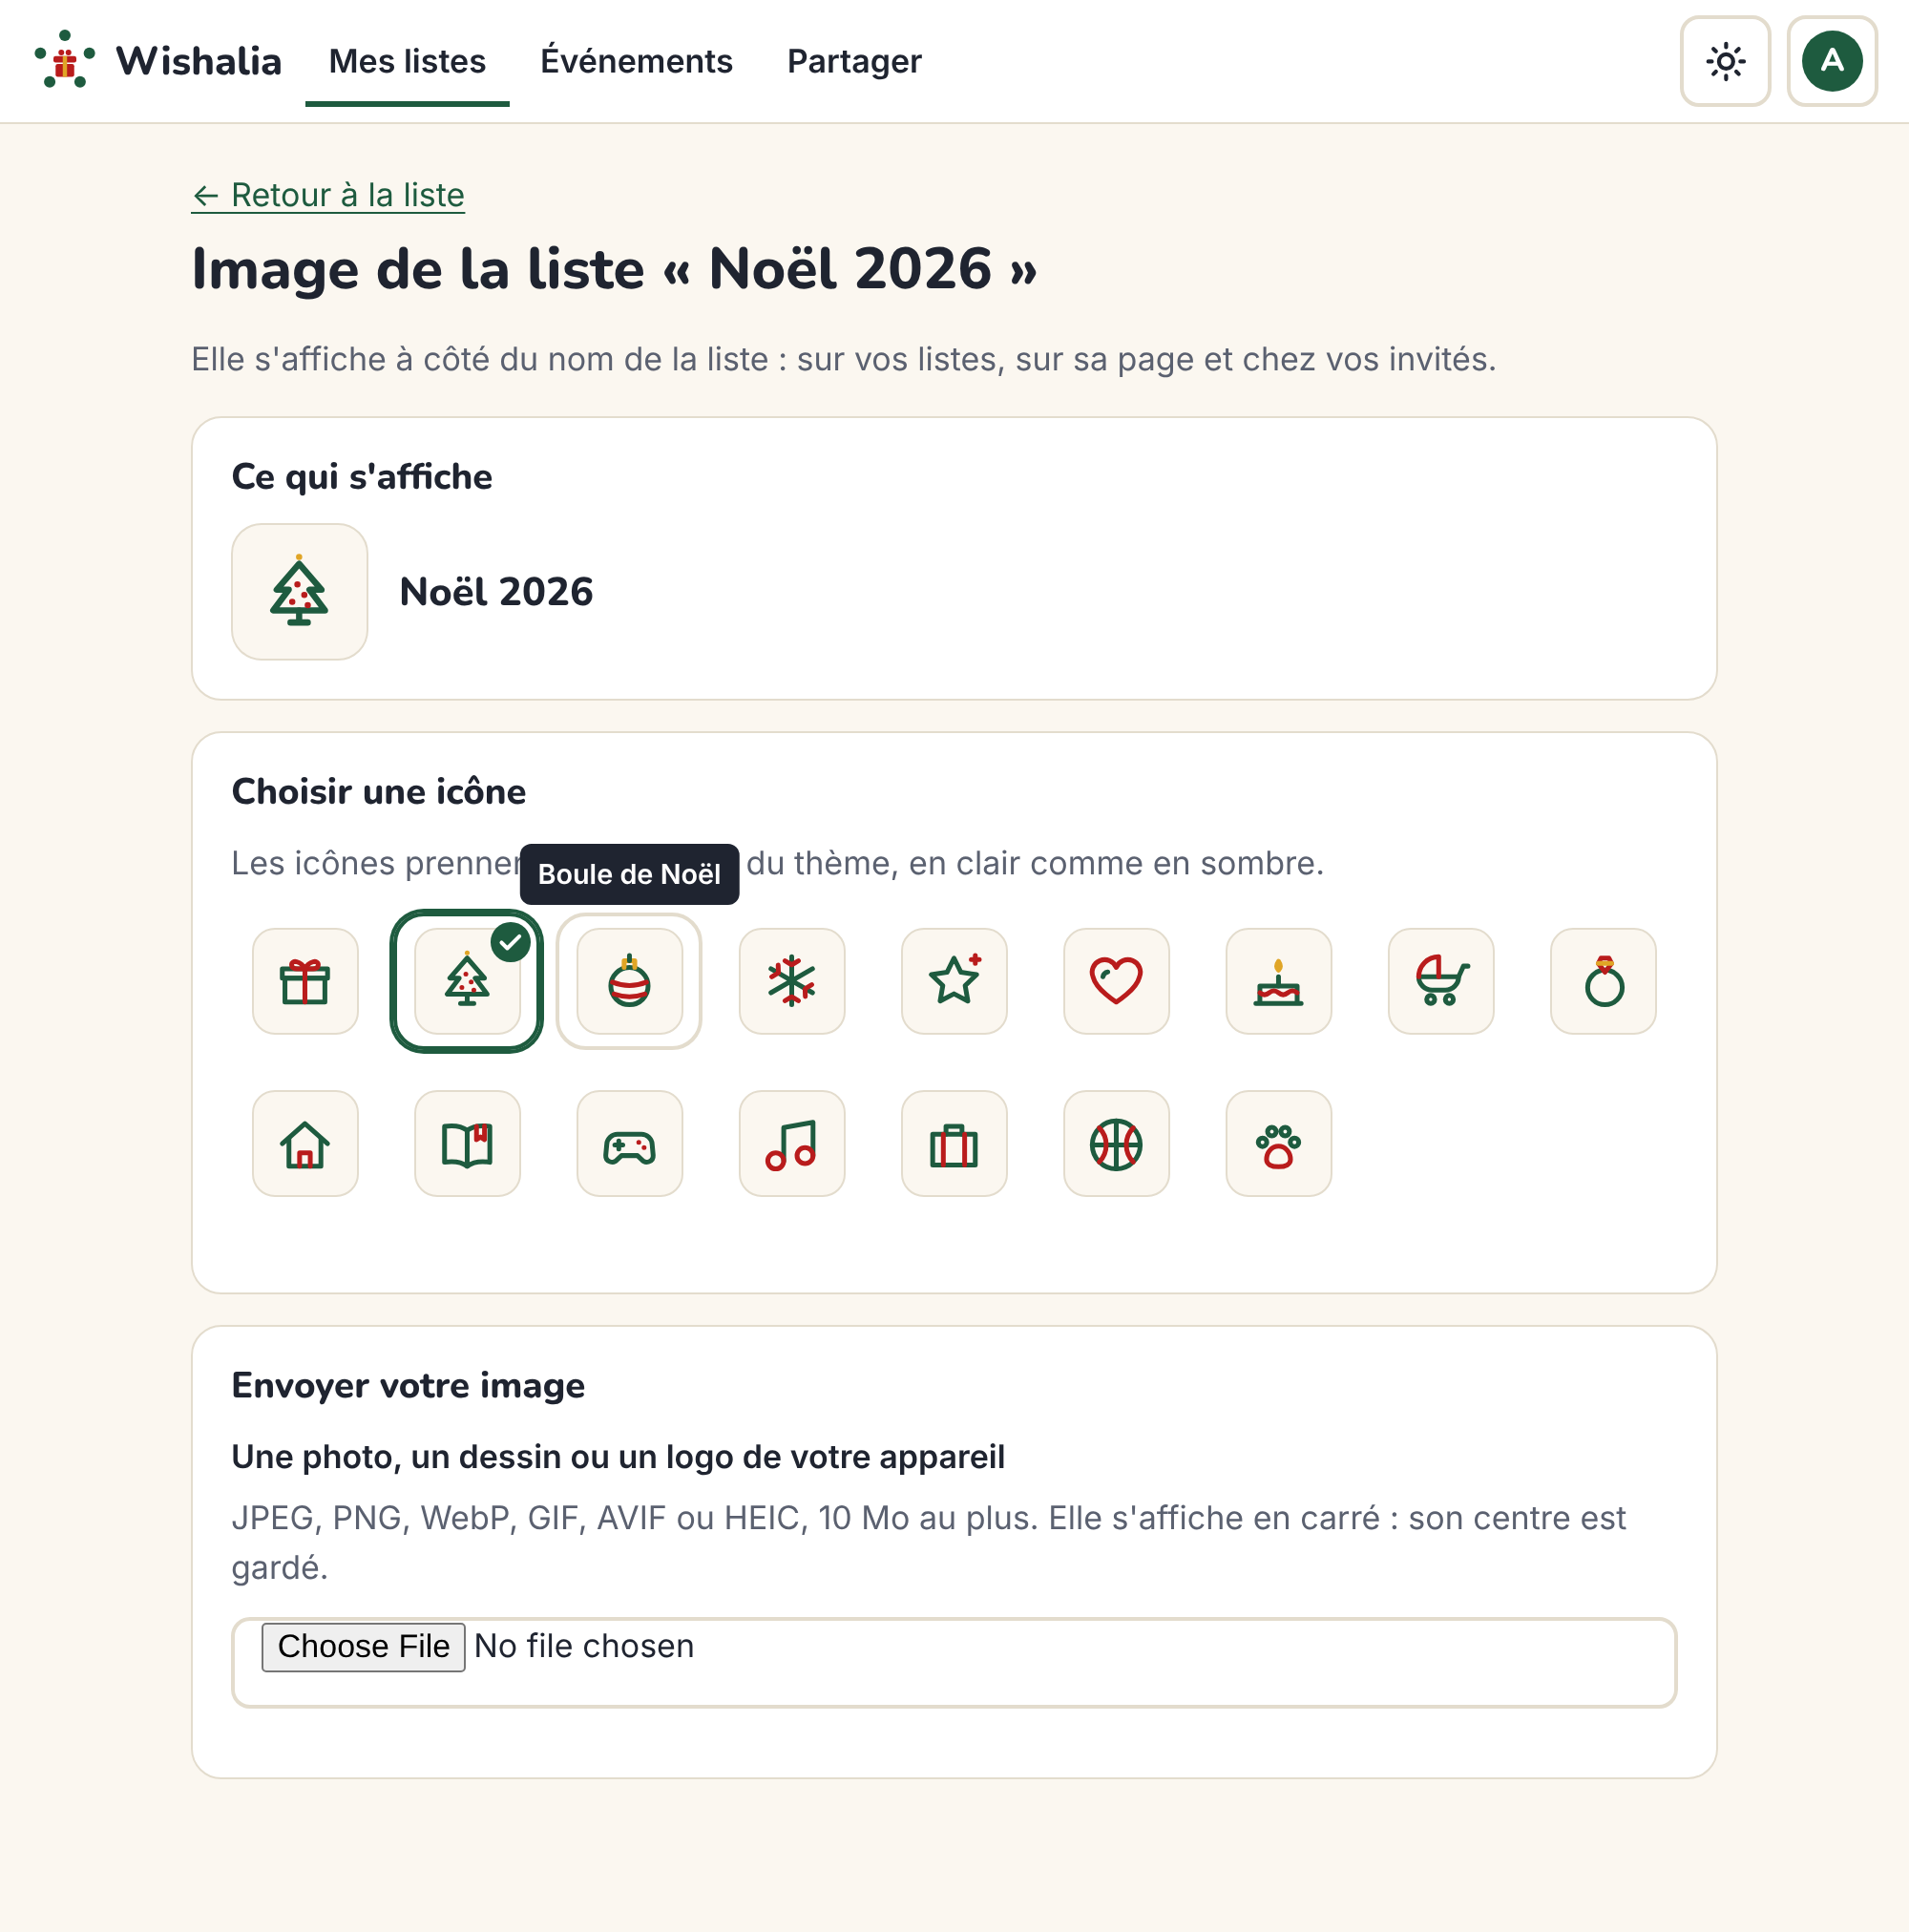 Wishalia Mes listes Événements Partager A
← Retour à la liste
Image de la liste « Noël 2026 »
Elle s'affiche à côté du nom de la liste : sur vos listes, sur sa page et chez vos invités.
Ce qui s'affiche
Noël 2026
Choisir une icône
Les icônes prennen du thème, en clair comme en sombre.
Boule de Noël
Envoyer votre image
Une photo, un dessin ou un logo de votre appareil
JPEG, PNG, WebP, GIF, AVIF ou HEIC, 10 Mo au plus. Elle s'affiche en carré : son centre est
gardé.
Choose File No file chosen